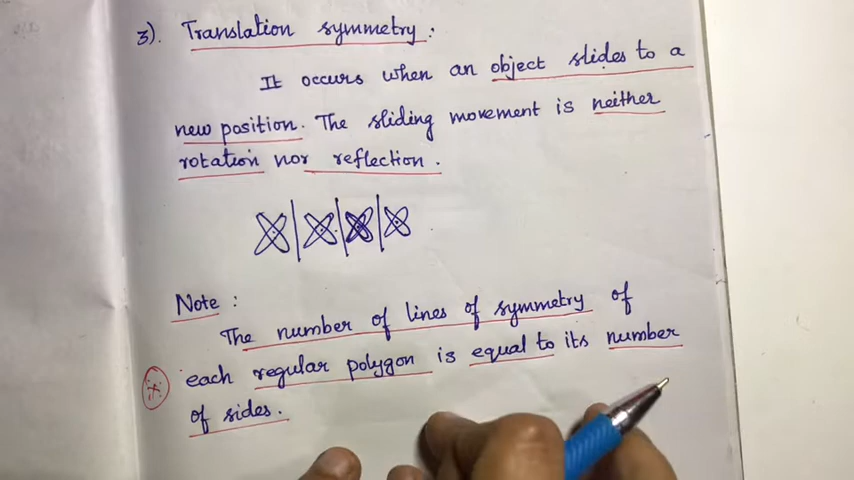 3). Translation symmetry:
It occurs when an object slides to a
new position. The sliding movement is neither
rotation nor reflection.
Note:
The number of lines of symmetry of
each regular polygon is equal to its number
of sides.